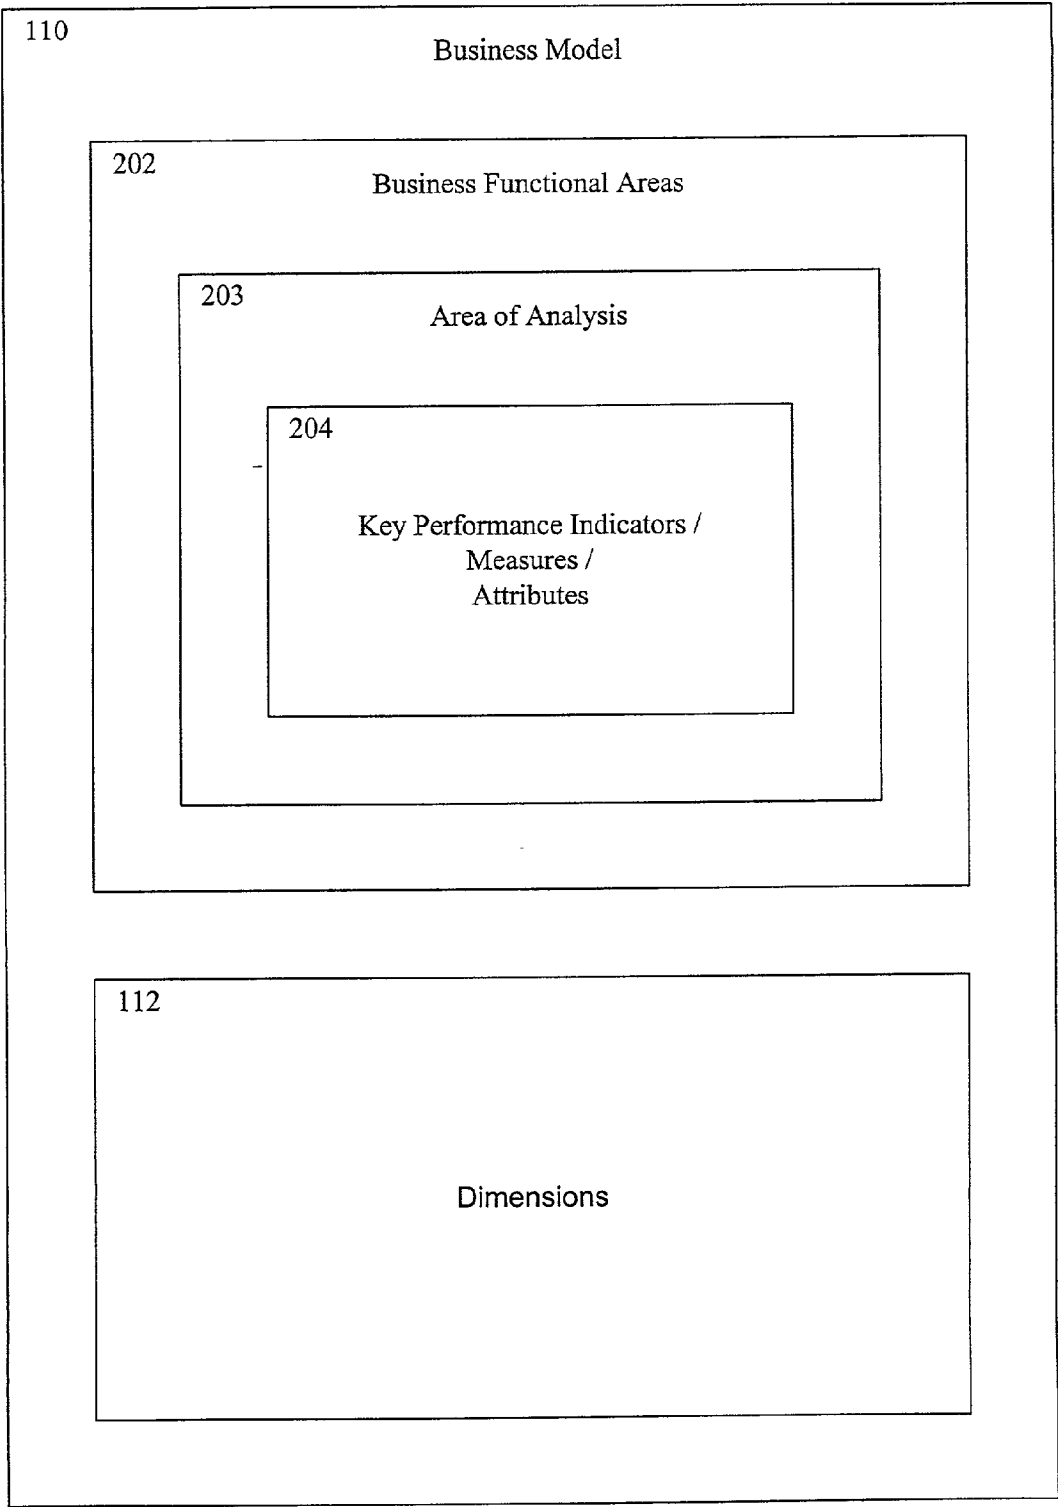 110
Business Model
202
Business Functional Areas
203
Area of Analysis
204
Key Performance Indicators /
Measures /
Attributes
112
Dimensions